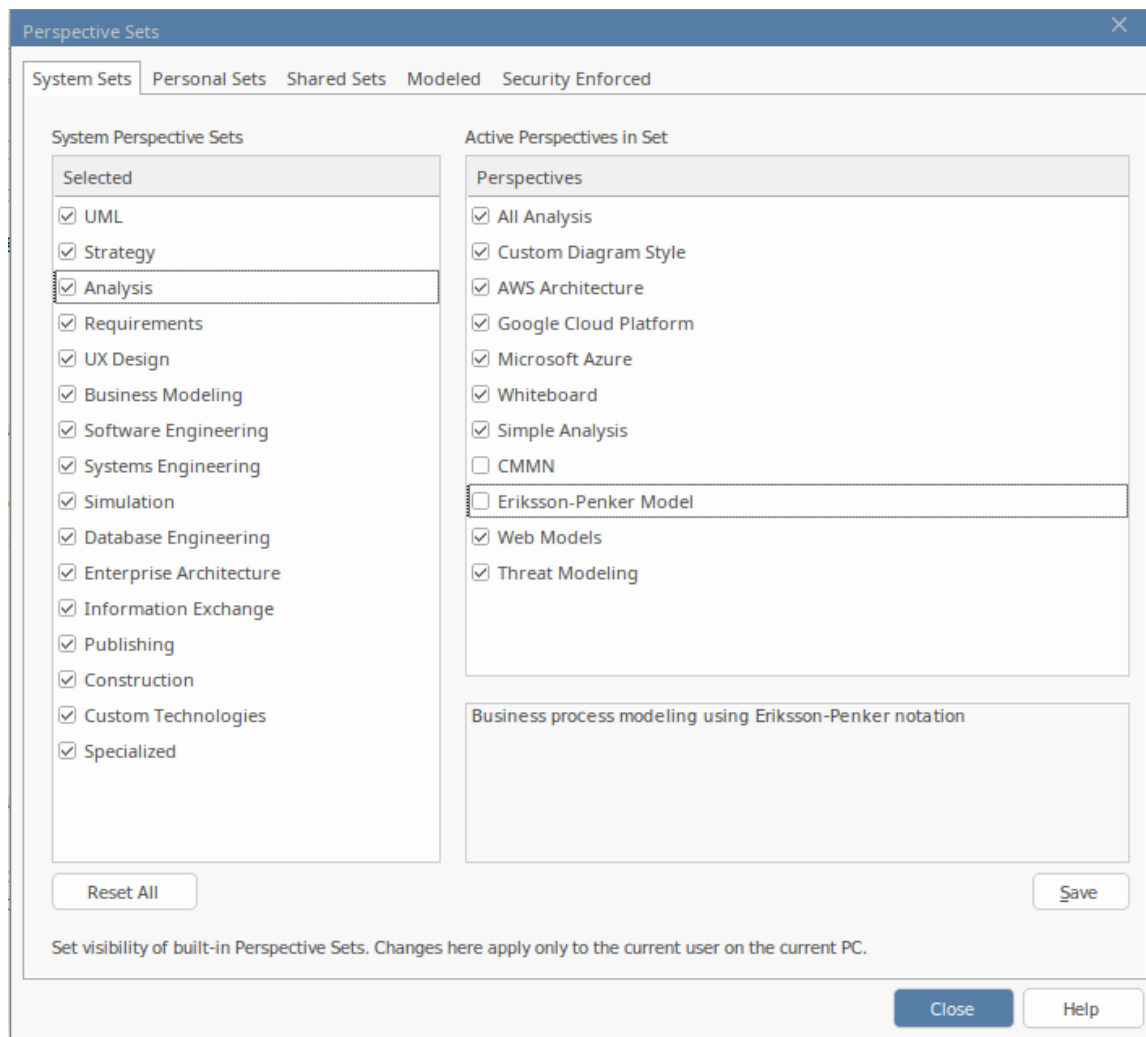 Perspective Sets
System Sets Personal Sets Shared Sets Modeled Security Enforced
System Perspective Sets
Selected
UML
Strategy
Analysis
Requirements
UX Design
Business Modeling
Software Engineering
Systems Engineering
Simulation
Database Engineering
Enterprise Architecture
Information Exchange
Publishing
Construction
Custom Technologies
Specialized
Reset All
Active Perspectives in Set
Perspectives
All Analysis
Custom Diagram Style
AWS Architecture
Google Cloud Platform
Microsoft Azure
Whiteboard
Simple Analysis
CMMN
Eriksson-Penker Model
Web Models
Threat Modeling
Business process modeling using Eriksson-Penker notation
Save
Set visibility of built-in Perspective Sets. Changes here apply only to the current user on the current PC.
Close
Help